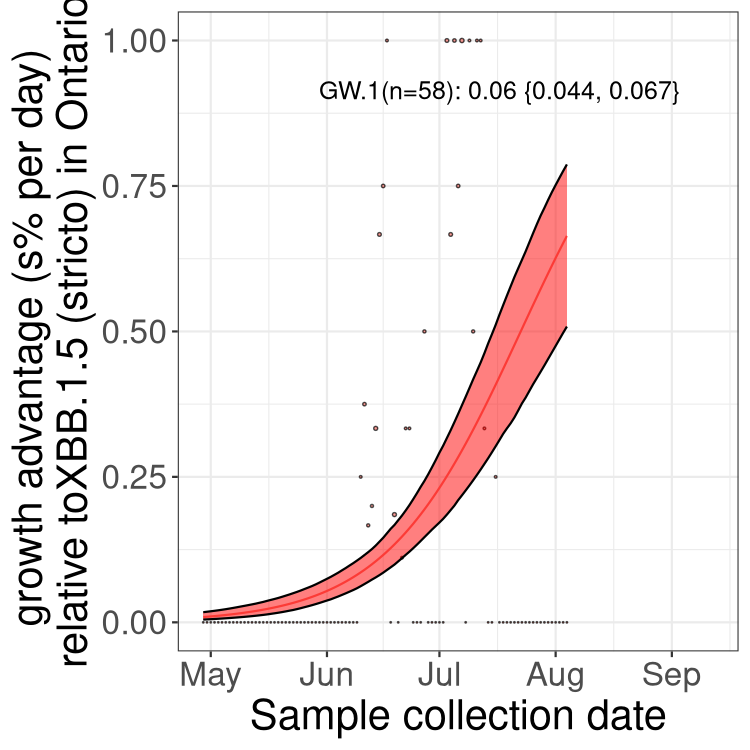 growth advantage (s% per day)
relative toXBB.1.5 (stricto) in Ontario
1.00
GW.1(n=58): 0.06 {0.044, 0.067}
0.75
0.50
0.25
0.00
May Jun Jul Aug Sep
Sample collection date